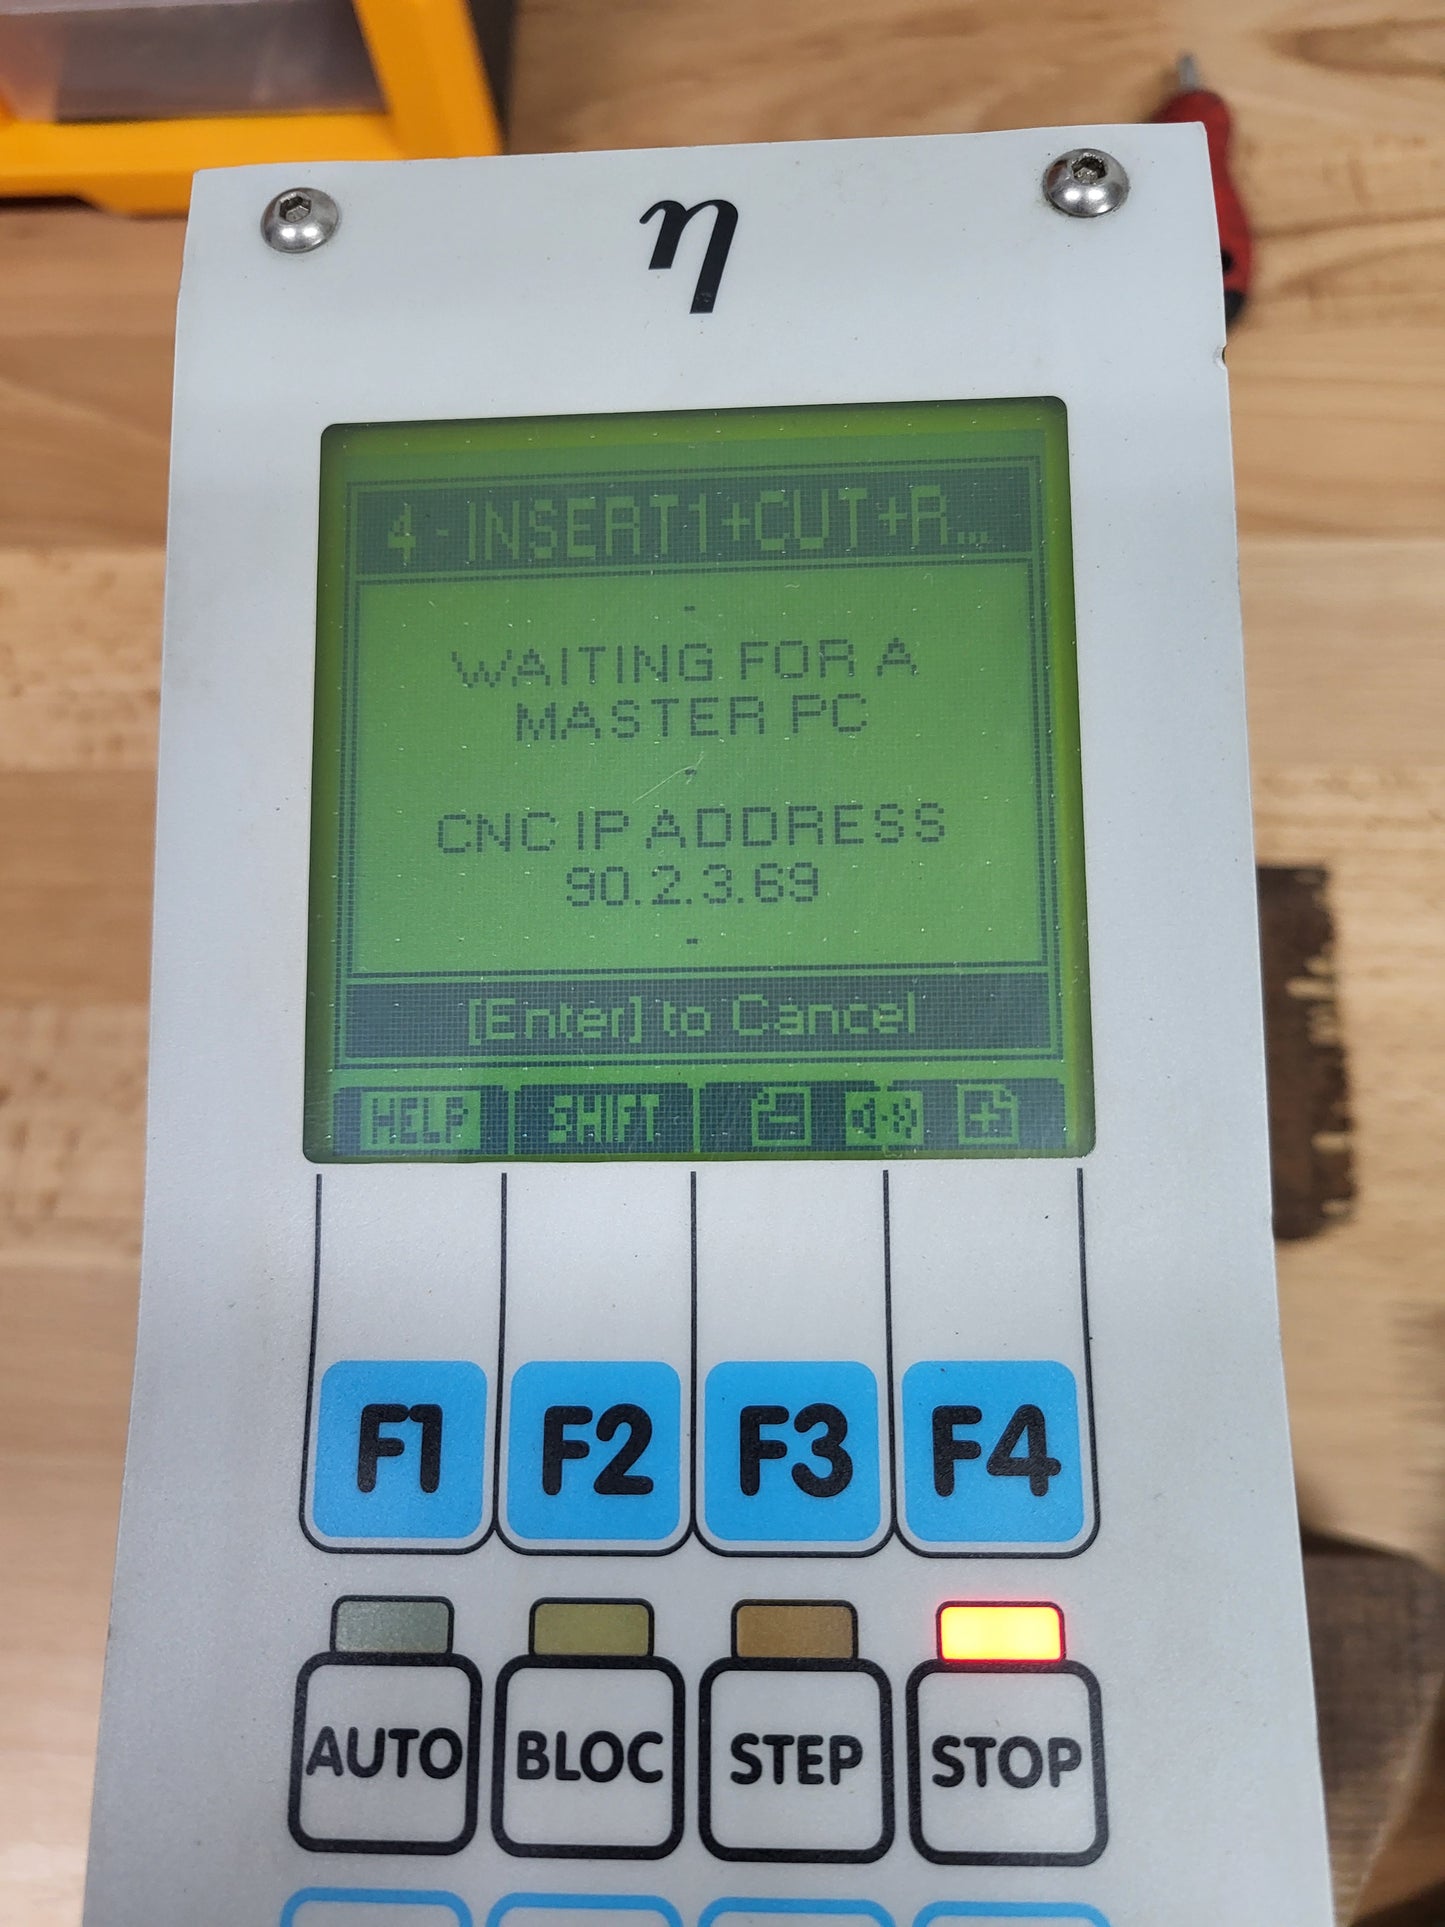 η
4 - INSERT1+CUT+R...
-
WAITING FOR A
MASTER PC
-
CNC IP ADDRESS
90.2.3.69
-
[Enter] to Cancel
HELP SHIFT
F1 F2 F3 F4
AUTO BLOC STEP STOP